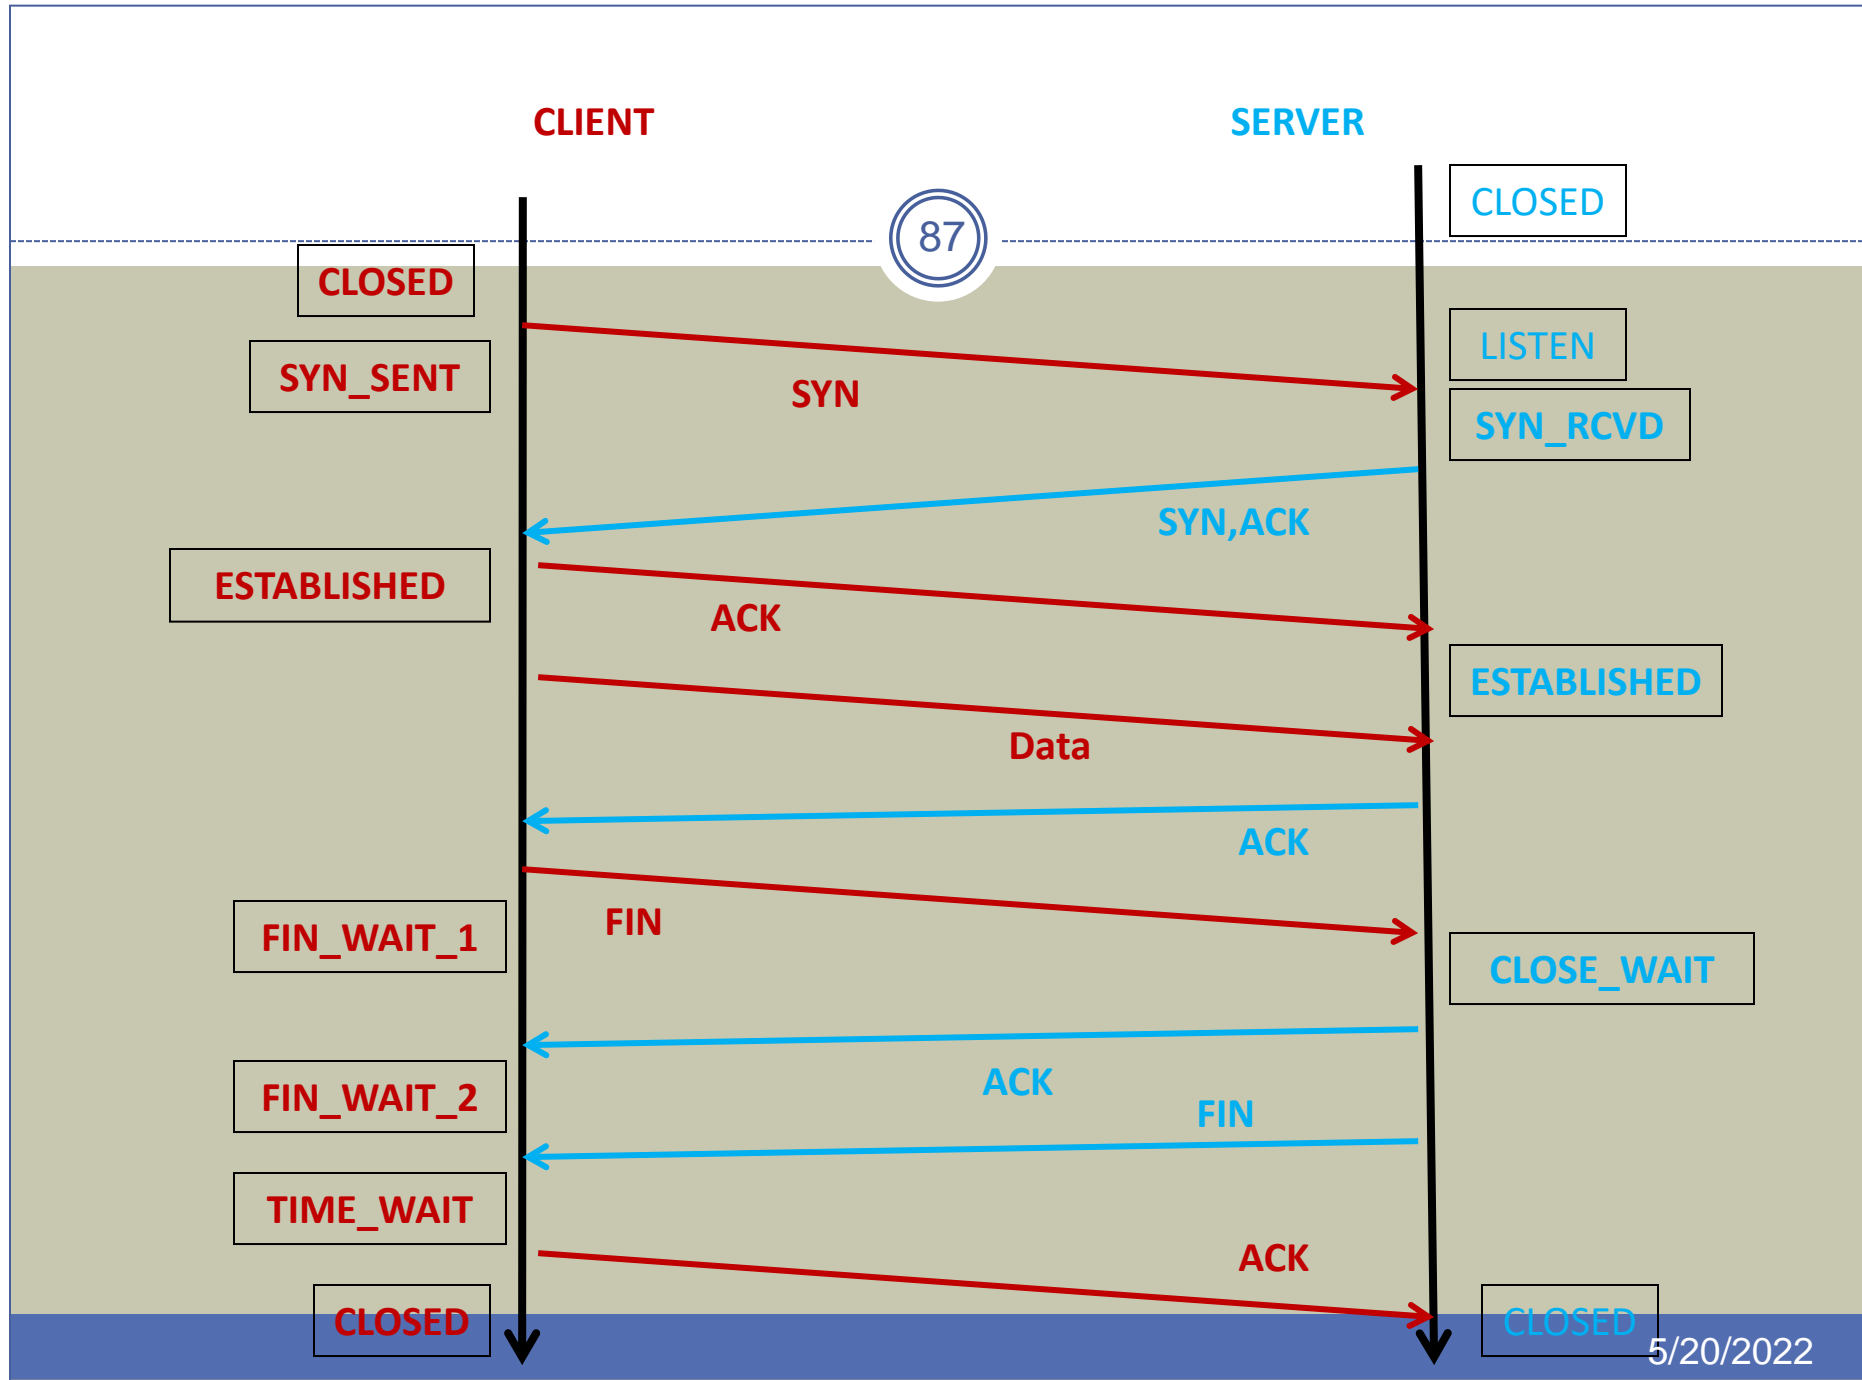 CLIENT
SERVER
CLOSED
87
CLOSED
LISTEN
SYN_SENT
SYN
SYN_RCVD
SYN,ACK
ESTABLISHED
ACK
ESTABLISHED
Data
ACK
FIN
FIN_WAIT_1
CLOSE_WAIT
ACK
FIN_WAIT_2
FIN
TIME_WAIT
ACK
CLOSED
CLOSED
5/20/2022